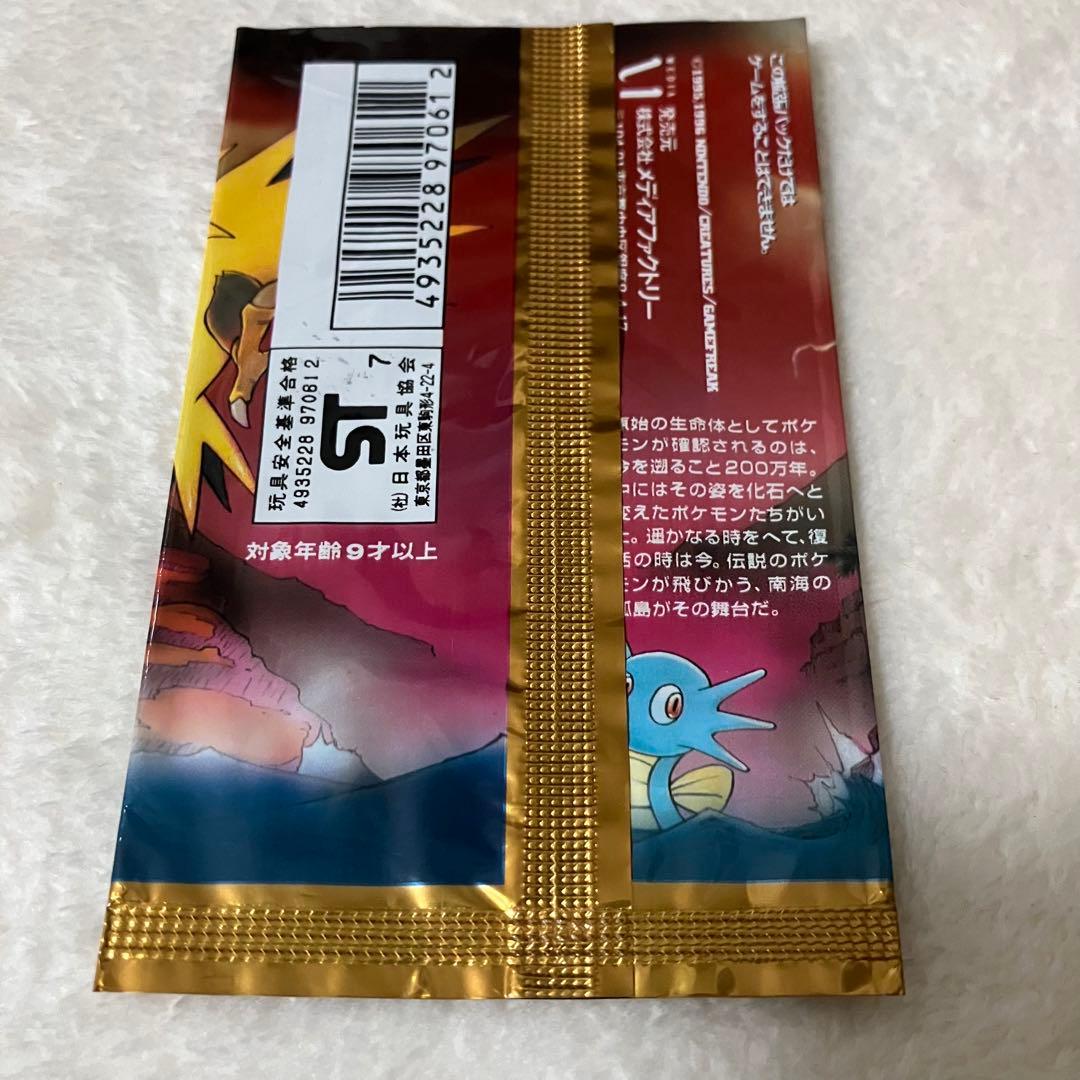 4935228 970612
玩具安全基準合格
4935228 970812
ST
7
(社)日本玩具協会
東京都墨田区東駒形4-22-4
対象年齢9才以上
この拡張パックだけでは
ゲームをすることはできません。
©1995,1996 NINTENDO/CREATURES/GAMEFREAK
発売元
株式会社メディアファクトリー
原始の生命体としてポケ
モンが確認されるのは、
今を遡ること200万年。
中にはその姿を化石へと
変えたポケモンたちがい
た。遥かなる時をへて、復
活の時は今。伝説のポケ
モンが飛びかう、南海の
孤島がその舞台だ。